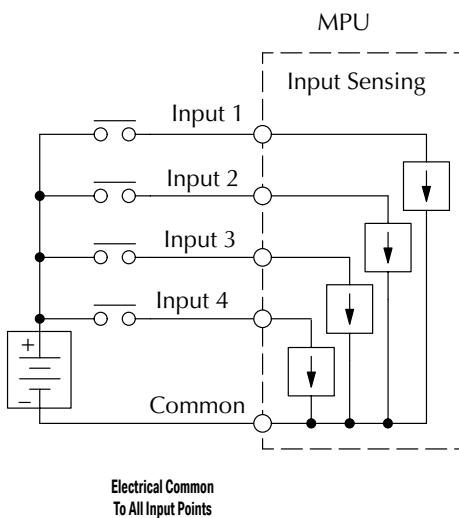 MPU
Input Sensing
Input 1
Input 2
Input 3
Input 4
+
–
Common
Electrical Common
To All Input Points